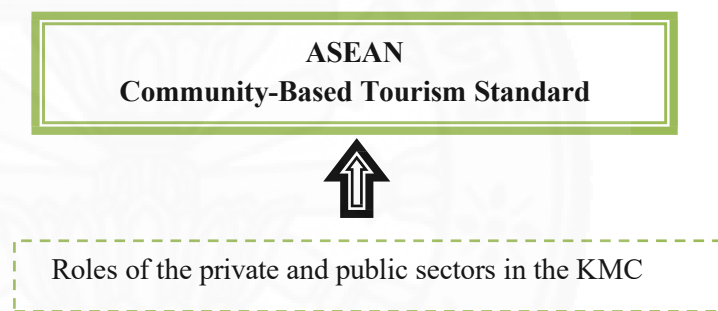 ASEAN
Community-Based Tourism Standard
Roles of the private and public sectors in the KMC